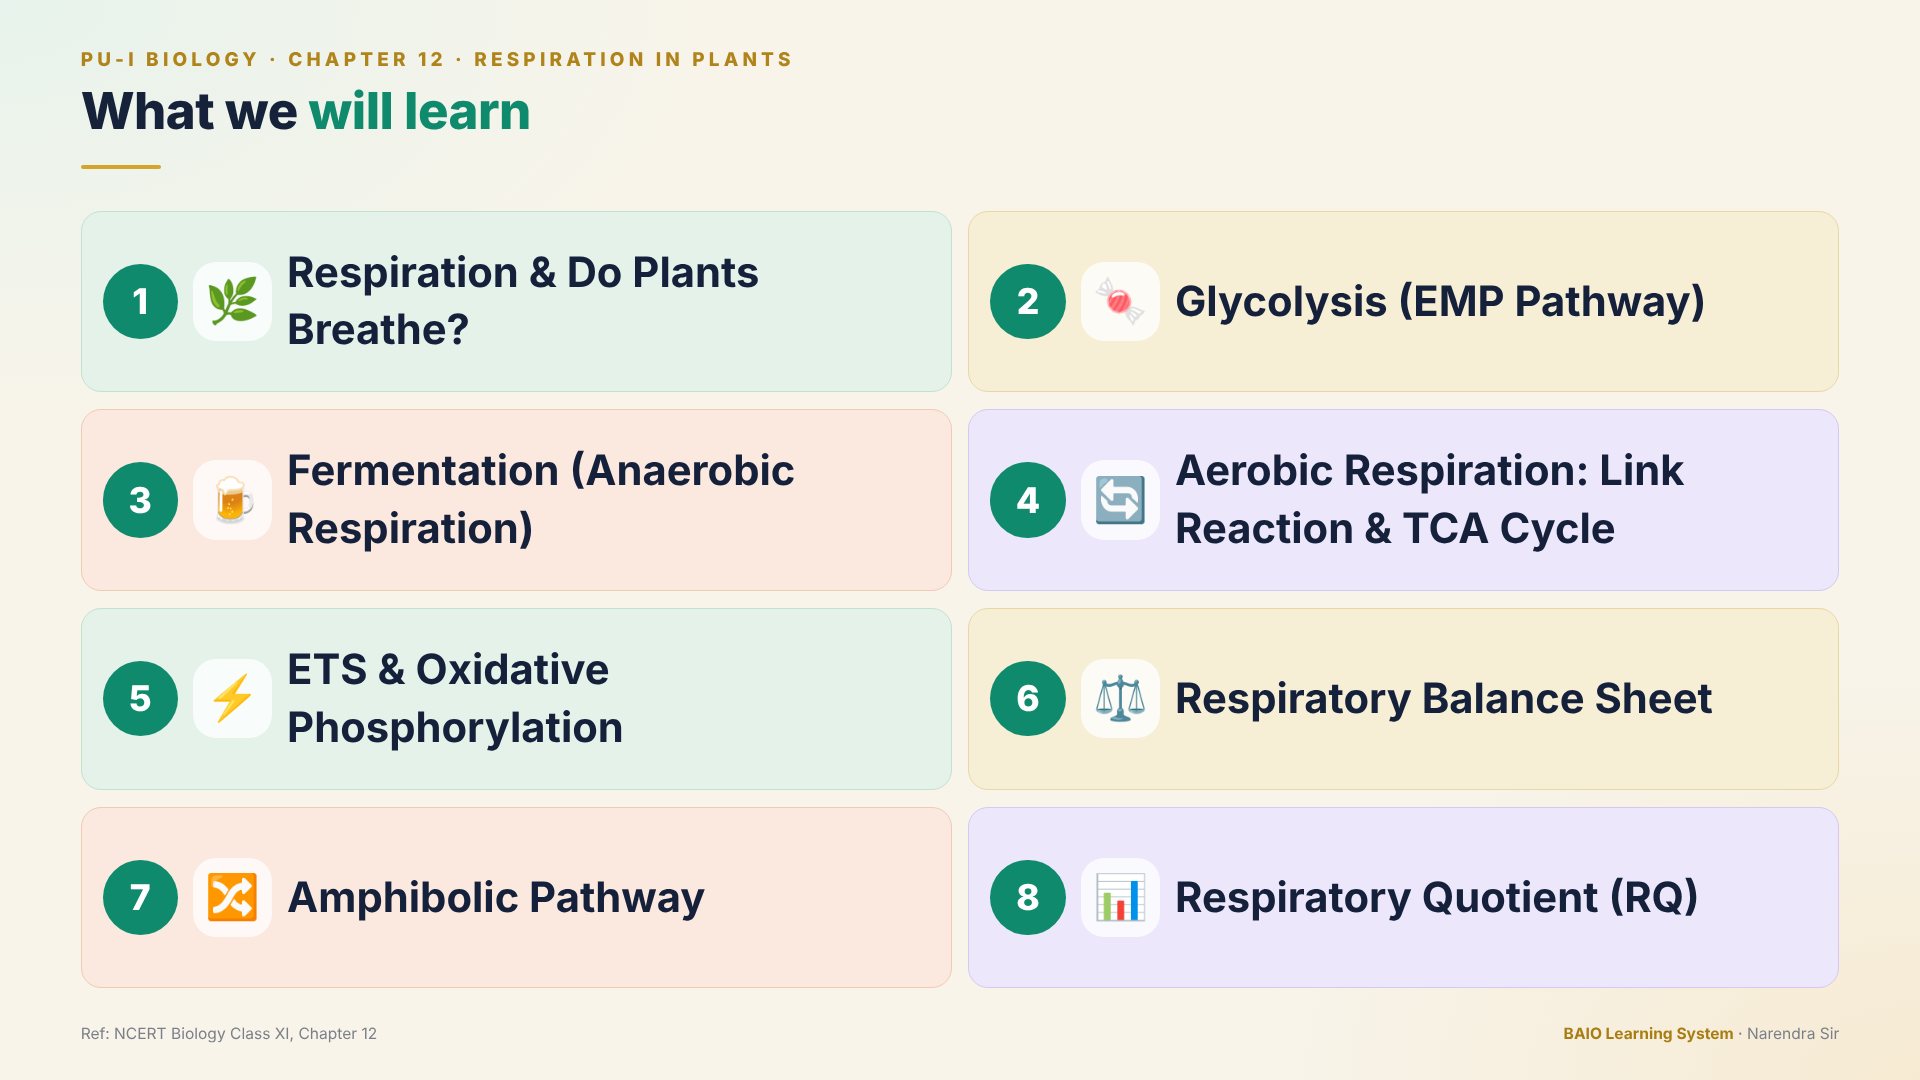 PU-I BIOLOGY · CHAPTER 12 · RESPIRATION IN PLANTS
What we will learn
1
Respiration & Do Plants
Breathe?
2
Glycolysis (EMP Pathway)
3
Fermentation (Anaerobic
Respiration)
4
Aerobic Respiration: Link
Reaction & TCA Cycle
5
ETS & Oxidative
Phosphorylation
6
Respiratory Balance Sheet
7
Amphibolic Pathway
8
Respiratory Quotient (RQ)
Ref: NCERT Biology Class XI, Chapter 12
BAIO Learning System · Narendra Sir